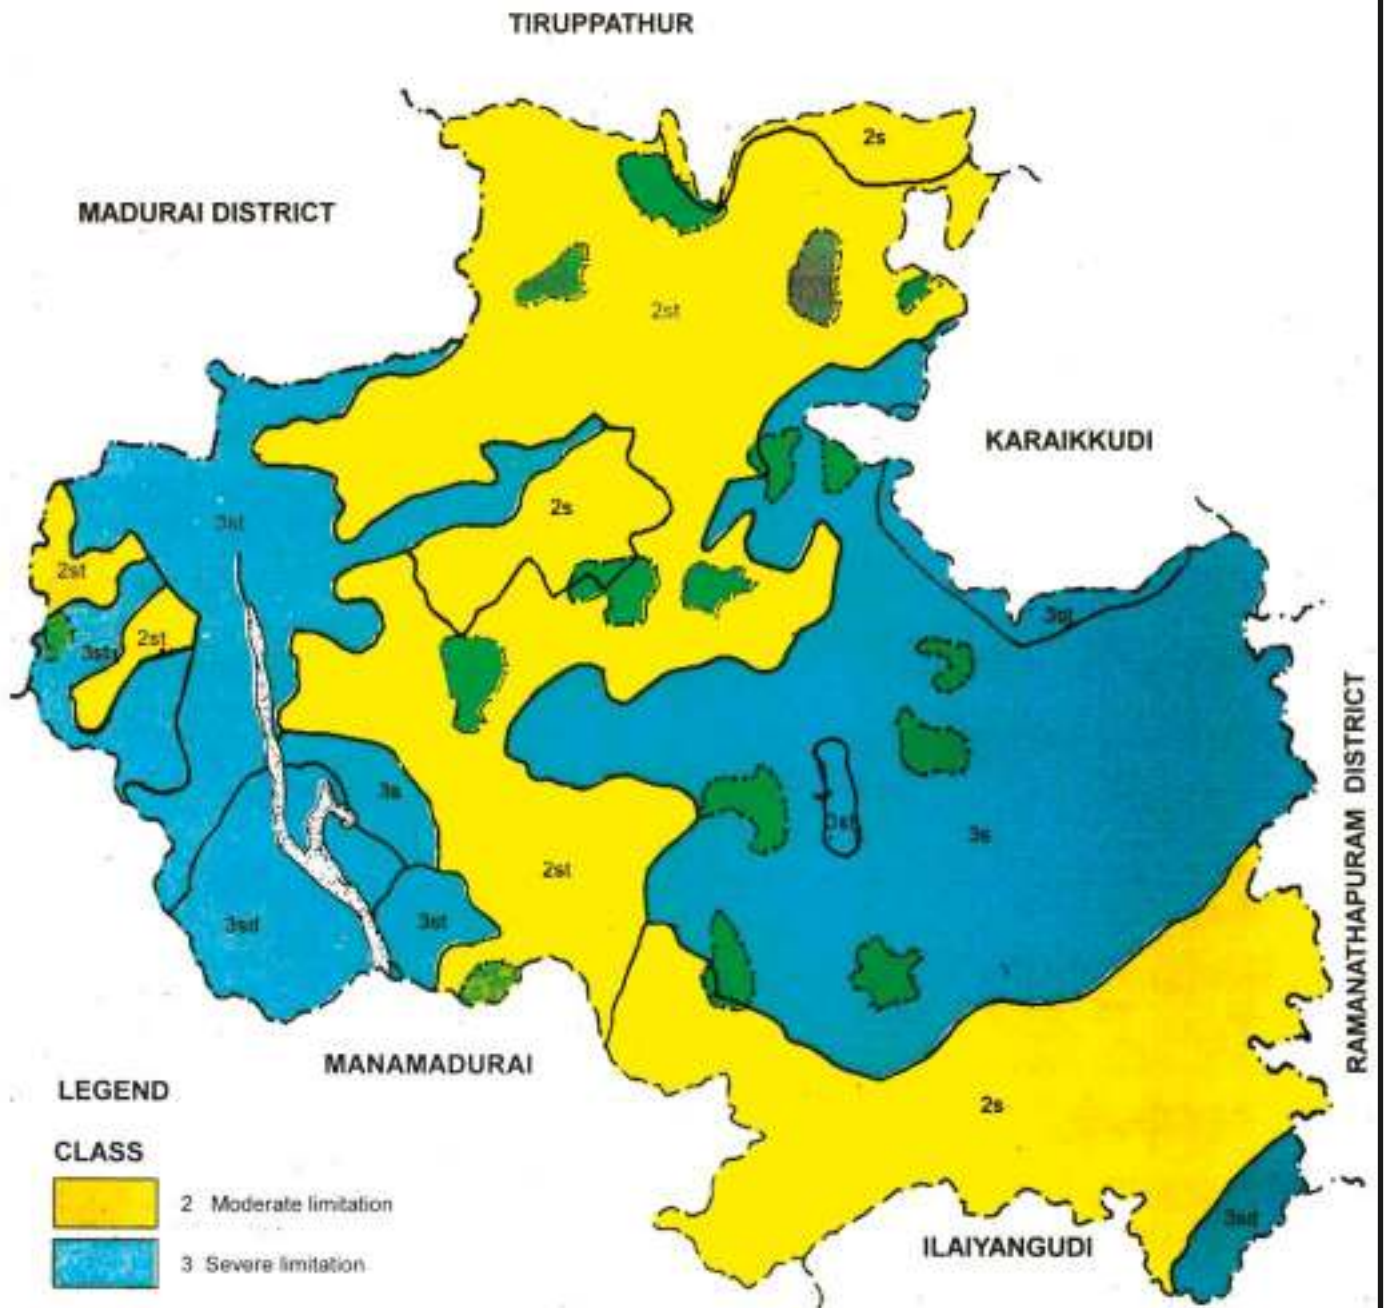 TIRUPPATHUR
2s
MADURAI DISTRICT
2st
KARAIKKUDI
2s
3st
2st
3st
2st
3st
RAMANATHAPURAM DISTRICT
3s
3st
3s
2st
3sd
3st
MANAMADURAI
LEGEND
2s
CLASS
2 Moderate limitation
3sd
ILAIYANGUDI
3 Severe limitation